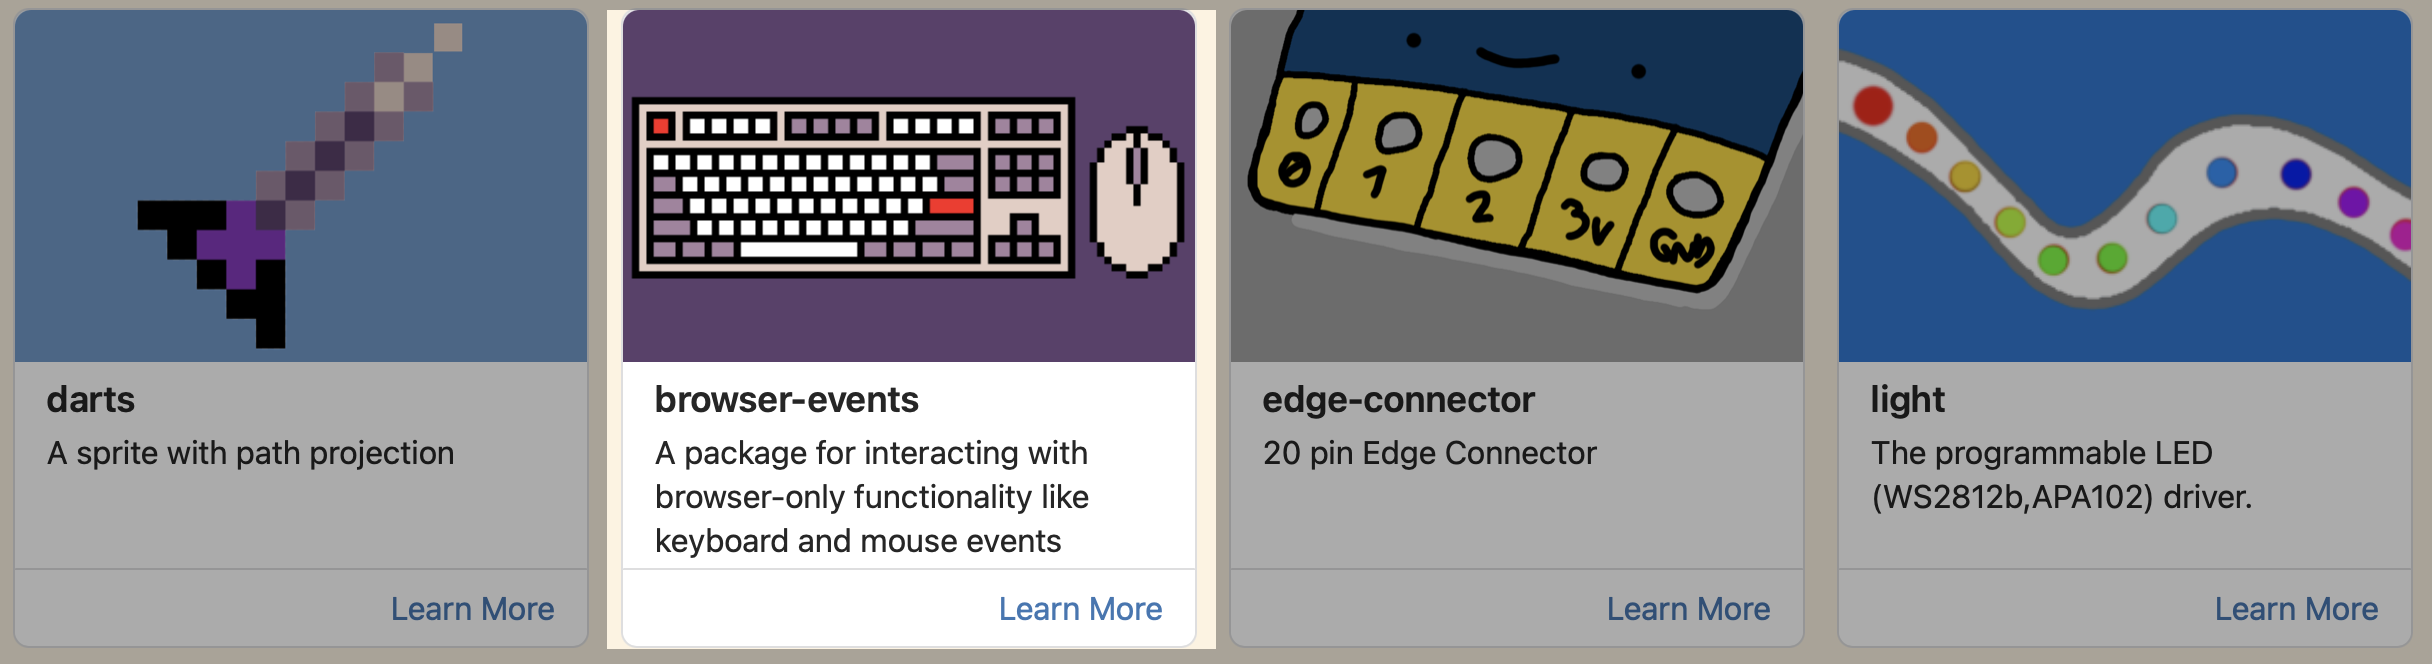 darts
A sprite with path projection
Learn More
browser-events
A package for interacting with
browser-only functionality like
keyboard and mouse events
Learn More
0 1 2 3V GND
edge-connector
20 pin Edge Connector
Learn More
light
The programmable LED
(WS2812b,APA102) driver.
Learn More